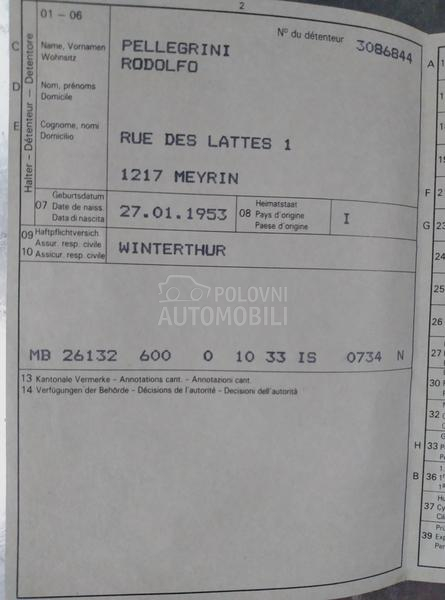 2
01 – 06
N° du détenteur 3086844
Halter – Détenteur – Detentore
C
Name, Vornamen
Wohnsitz
PELLEGRINI
RODOLFO
D
Nom, prénoms
Domicile
E
Cognome, nomi
Domicilio
RUE DES LATTES 1
1217 MEYRIN
07
Geburtsdatum
Date de naiss.
Data di nascita
27.01.1953
08
Heimatstaat
Pays d'origine
Paese d'origine
I
09
10
Haftpflichtversich.
Assur. resp. civile
Assicur. resp. civile
WINTERTHUR
POLOVNI
AUTOMOBILI
MB 26132 600 0 10 33 IS 0734 N
13 Kantonale Vermerke – Annotations cant. – Annotazioni cant.
14 Verfügungen der Behörde – Décisions de l'autorité – Decisioni dell'autorità
A
F
G
23
24
25
26
27
30
32
H 33
B 36
37
39